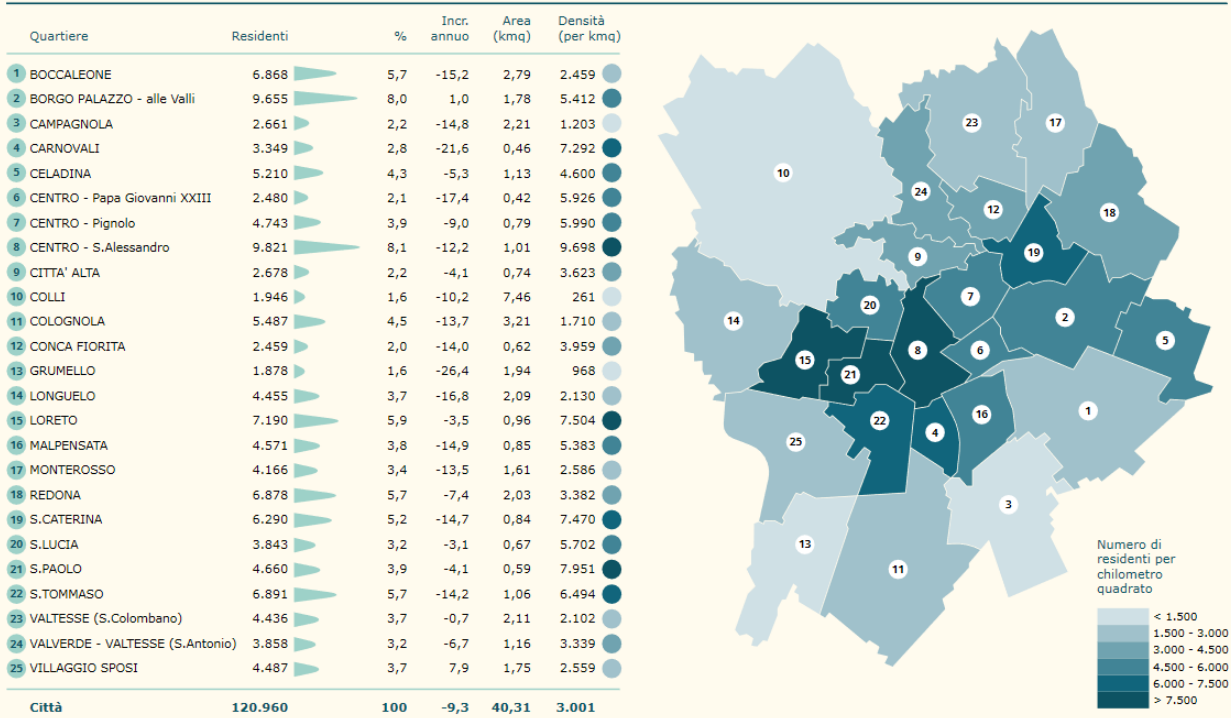 Quartiere Residenti % Incr. annuo Area (kmq) Densità (per kmq)
1 BOCCALEONE 6.868 5,7 -15,2 2,79 2.459
2 BORGO PALAZZO - alle Valli 9.655 8,0 1,0 1,78 5.412
3 CAMPAGNOLA 2.661 2,2 -14,8 2,21 1.203
4 CARNOVALI 3.349 2,8 -21,6 0,46 7.292
5 CELADINA 5.210 4,3 -5,3 1,13 4.600
6 CENTRO - Papa Giovanni XXIII 2.480 2,1 -17,4 0,42 5.926
7 CENTRO - Pignolo 4.743 3,9 -9,0 0,79 5.990
8 CENTRO - S.Alessandro 9.821 8,1 -12,2 1,01 9.698
9 CITTA' ALTA 2.678 2,2 -4,1 0,74 3.623
10 COLLI 1.946 1,6 -10,2 7,46 261
11 COLOGNOLA 5.487 4,5 -13,7 3,21 1.710
12 CONCA FIORITA 2.459 2,0 -14,0 0,62 3.959
13 GRUMELLO 1.878 1,6 -26,4 1,94 968
14 LONGUELO 4.455 3,7 -16,8 2,09 2.130
15 LORETO 7.190 5,9 -3,5 0,96 7.504
16 MALPENSATA 4.571 3,8 -14,9 0,85 5.383
17 MONTEROSSO 4.166 3,4 -13,5 1,61 2.586
18 REDONA 6.878 5,7 -7,4 2,03 3.382
19 S.CATERINA 6.290 5,2 -14,7 0,84 7.470
20 S.LUCIA 3.843 3,2 -3,1 0,67 5.702
21 S.PAOLO 4.660 3,9 -4,1 0,59 7.951
22 S.TOMMASO 6.891 5,7 -14,2 1,06 6.494
23 VALTESSE (S.Colombano) 4.436 3,7 -0,7 2,11 2.102
24 VALVERDE - VALTESSE (S.Antonio) 3.858 3,2 -6,7 1,16 3.339
25 VILLAGGIO SPOSI 4.487 3,7 7,9 1,75 2.559
Città 120.960 100 -9,3 40,31 3.001
23
17
10
24
12
18
19
9
7
20
2
14
5
8
6
15
21
1
16
22
4
25
3
13
11
Numero di
residenti per
chilometro
quadrato
< 1.500
1.500 - 3.000
3.000 - 4.500
4.500 - 6.000
6.000 - 7.500
> 7.500